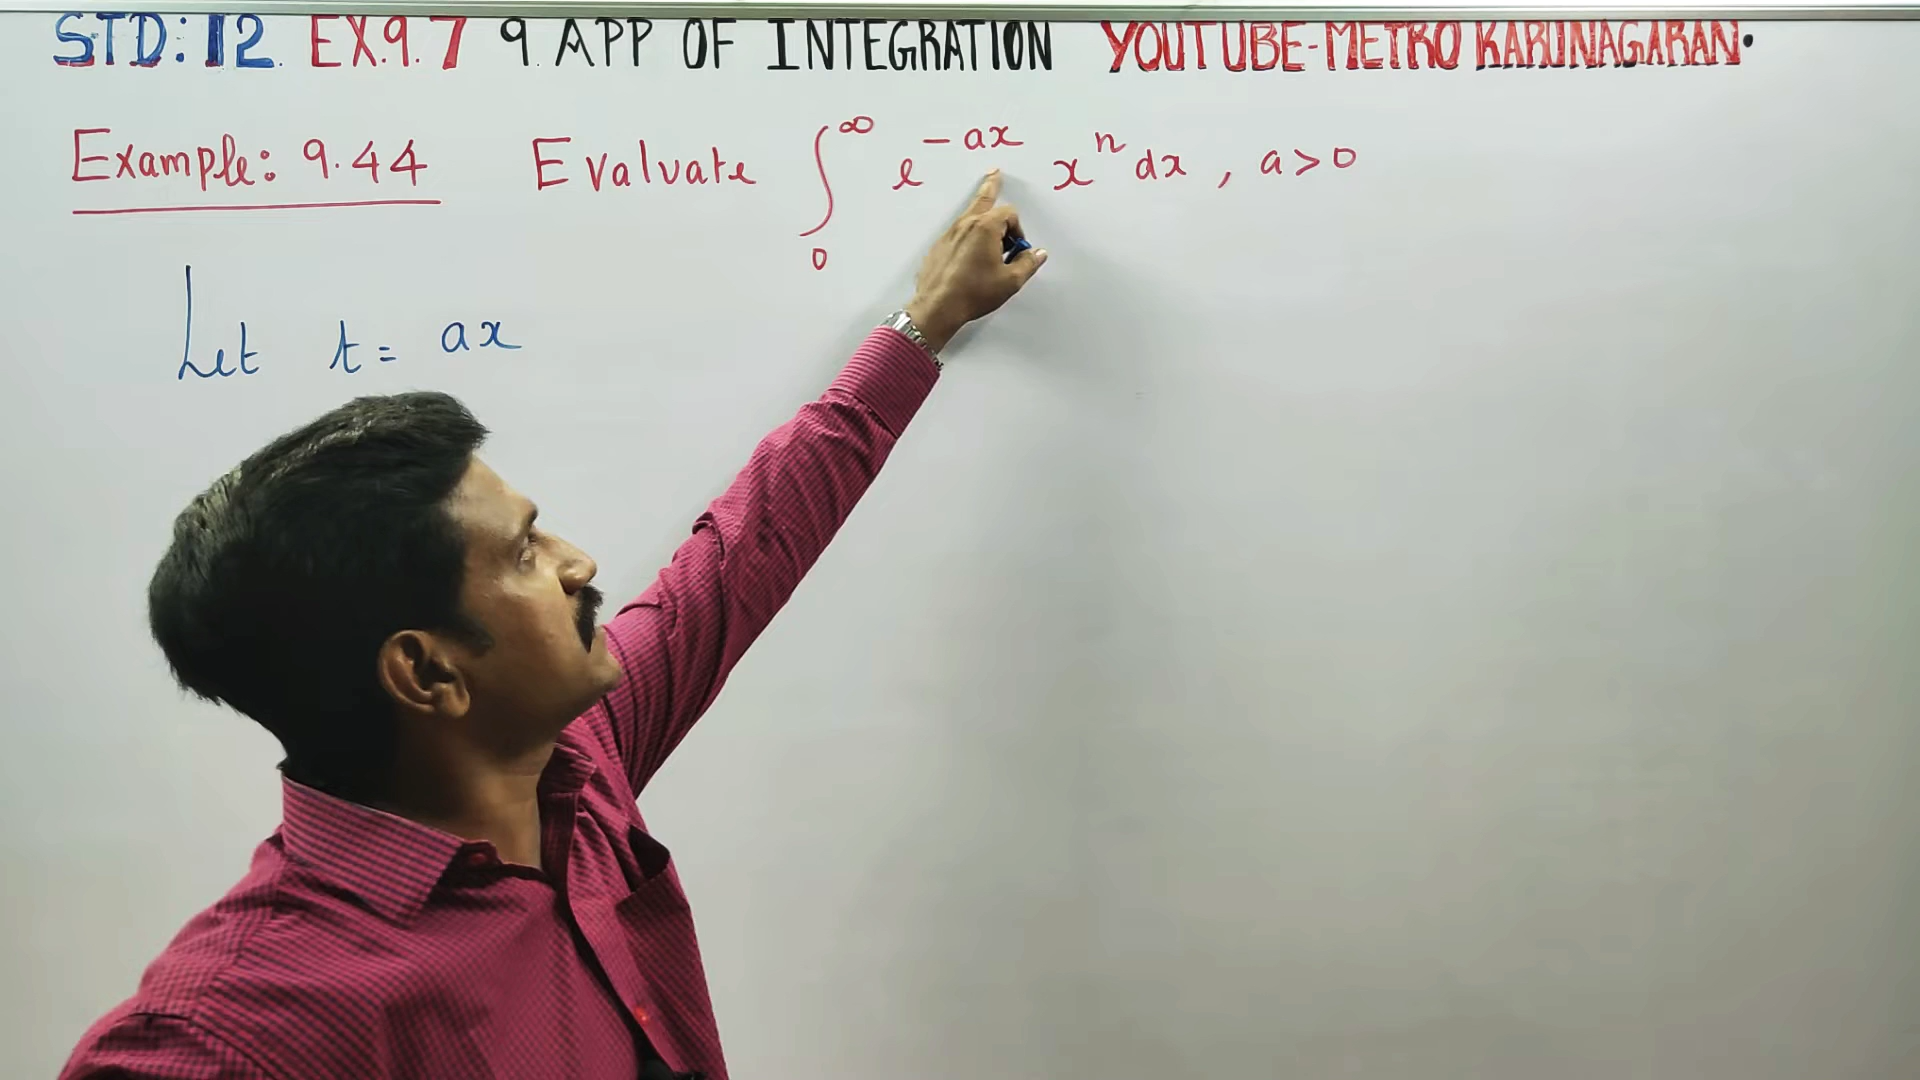 STD: 12. EX.9.7 9. APP OF INTEGRATION YOUTUBE-METRO KARUNAGARAN.
Example: 9.44 Evaluate ∫₀^∞ e^{-ax} x^n dx , a > 0
Let t = ax